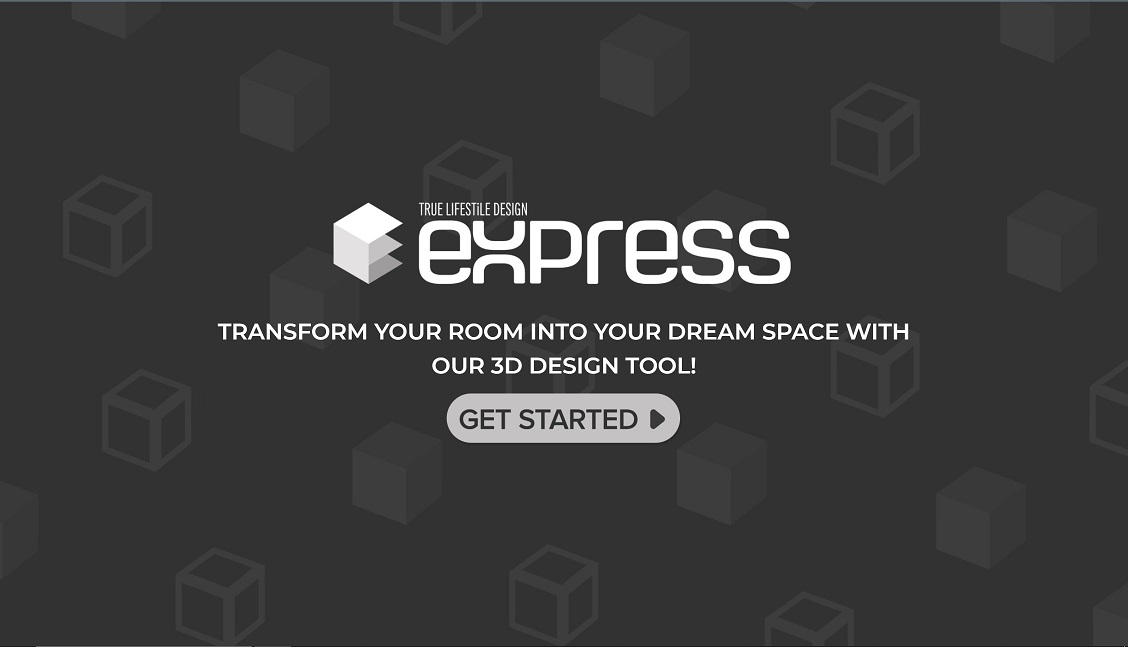 TRUE LIFESTiLE DESIGN
express
TRANSFORM YOUR ROOM INTO YOUR DREAM SPACE WITH
OUR 3D DESIGN TOOL!
GET STARTED